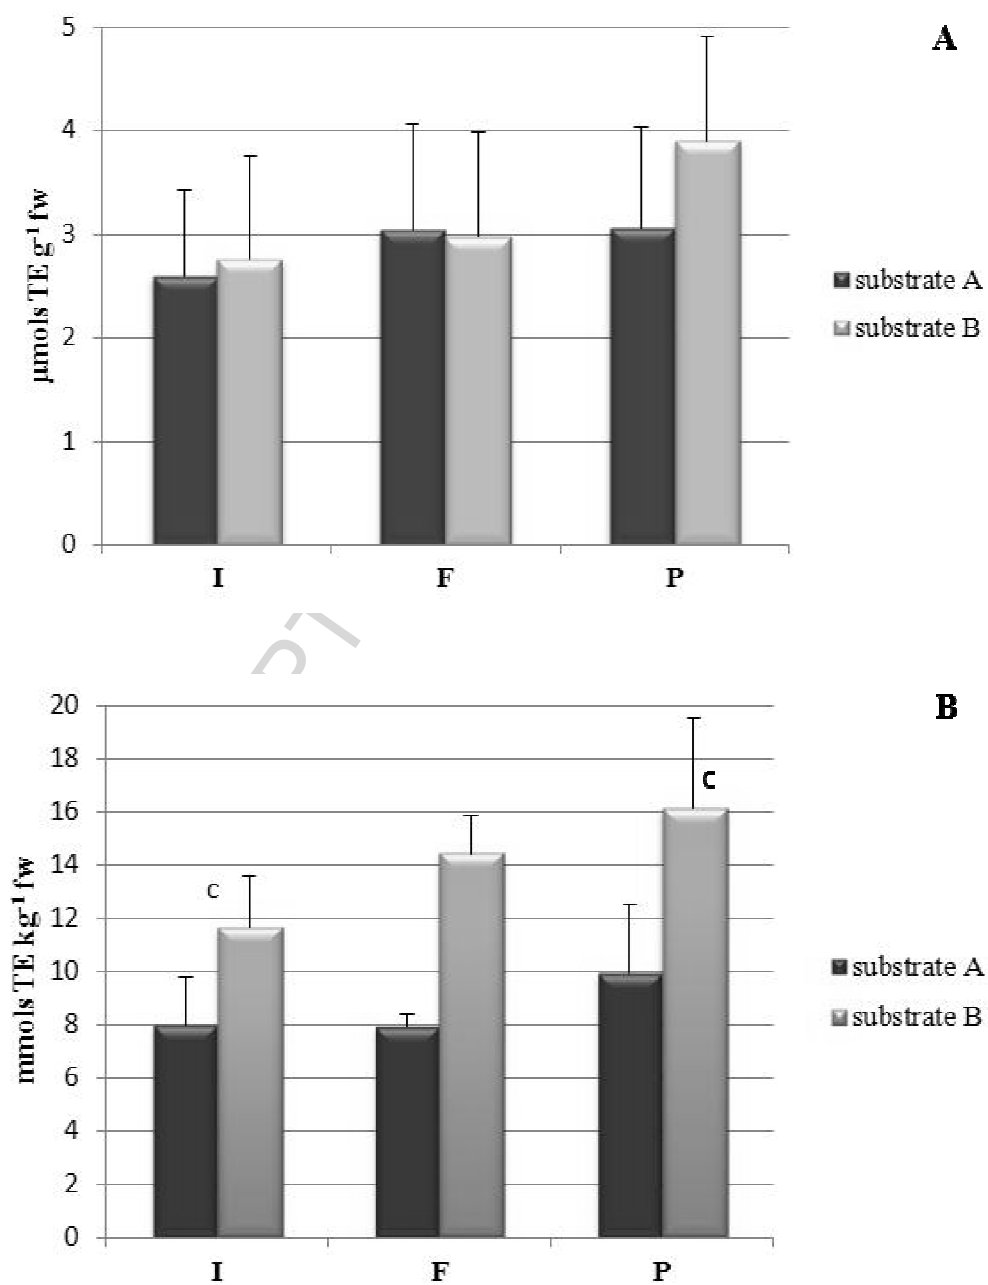 A
5
4
3
2
1
0
µmols TE g⁻¹ fw
I F P
substrate A
substrate B
PT
B
20
18
16
14
12
10
8
6
4
2
0
mmols TE kg⁻¹ fw
c
c
I F P
substrate A
substrate B